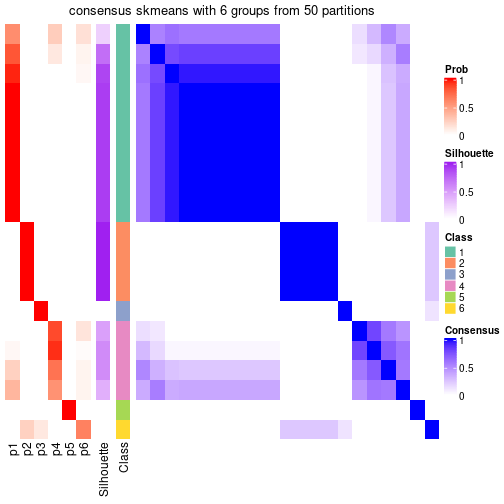 consensus skmeans with 6 groups from 50 partitions
Prob
1
0.5
0
Silhouette
1
0.5
0
Class
1
2
3
4
5
6
Consensus
1
0.5
0
p1
p2
p3
p4
p5
p6
Silhouette
Class